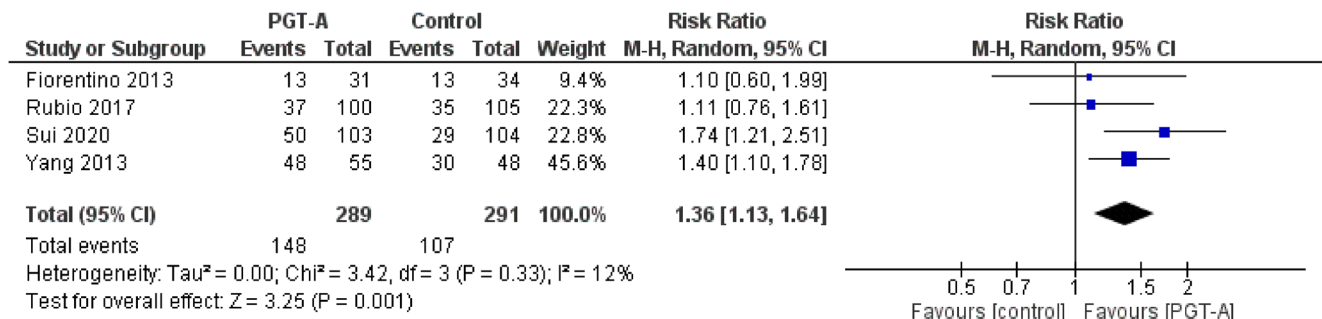 PGT-A Control Risk Ratio Risk Ratio
Study or Subgroup Events Total Events Total Weight M-H, Random, 95% CI M-H, Random, 95% CI
Fiorentino 2013 13 31 13 34 9.4% 1.10 [0.60, 1.99]
Rubio 2017 37 100 35 105 22.3% 1.11 [0.76, 1.61]
Sui 2020 50 103 29 104 22.8% 1.74 [1.21, 2.51]
Yang 2013 48 55 30 48 45.6% 1.40 [1.10, 1.78]
Total (95% CI) 289 291 100.0% 1.36 [1.13, 1.64]
Total events 148 107
Heterogeneity: Tau² = 0.00; Chi² = 3.42, df = 3 (P = 0.33); I² = 12%
Test for overall effect: Z = 3.25 (P = 0.001)
0.5 0.7 1 1.5 2
Favours [control] Favours [PGT-A]